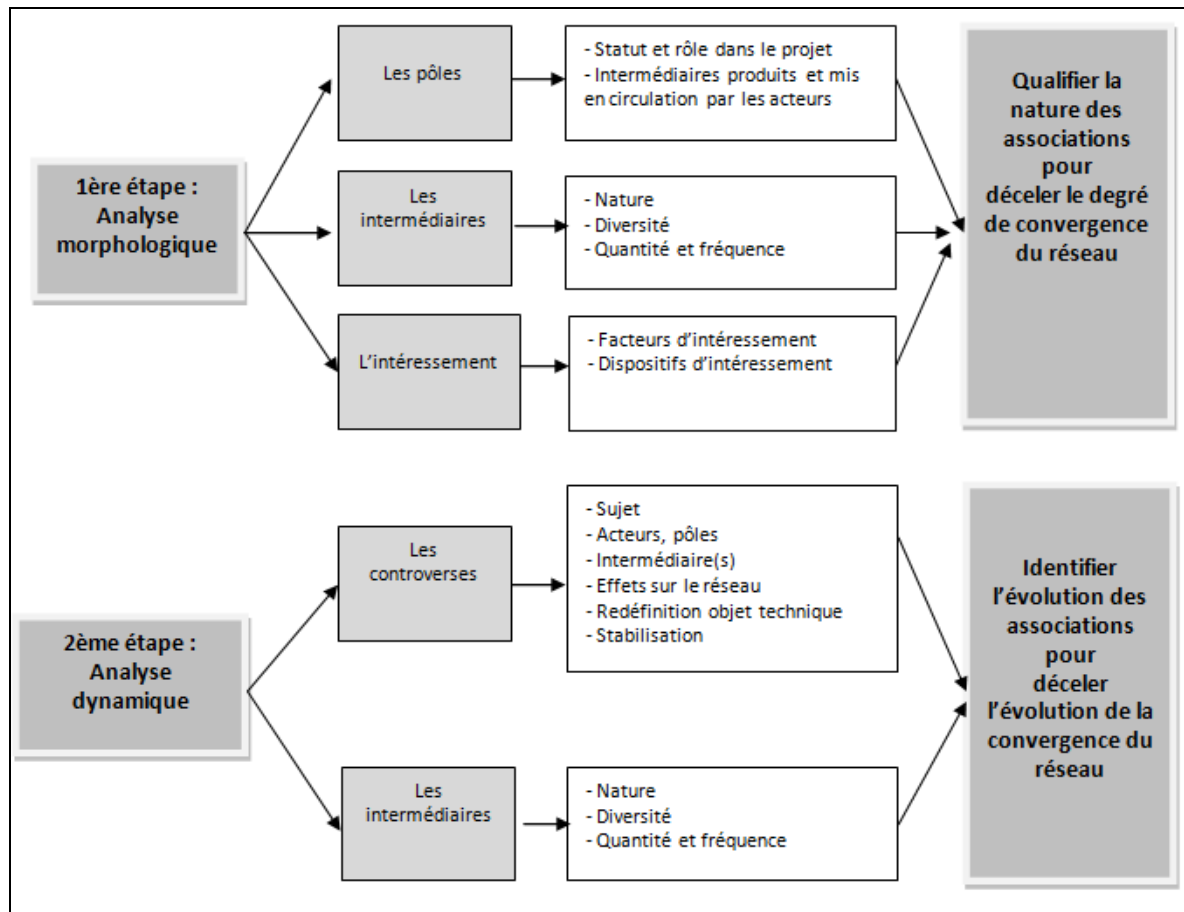 1ère étape :
Analyse
morphologique
Les pôles
- Statut et rôle dans le projet
- Intermédiaires produits et mis
en circulation par les acteurs
Les
intermédiaires
- Nature
- Diversité
- Quantité et fréquence
L'intéressement
- Facteurs d'intéressement
- Dispositifs d'intéressement
Qualifier la
nature des
associations
pour
déceler le degré
de convergence
du réseau
2ème étape :
Analyse
dynamique
Les
controverses
- Sujet
- Acteurs, pôles
- Intermédiaire(s)
- Effets sur le réseau
- Redéfinition objet technique
- Stabilisation
Les
intermédiaires
- Nature
- Diversité
- Quantité et fréquence
Identifier
l'évolution des
associations
pour
déceler
l'évolution de la
convergence du
réseau